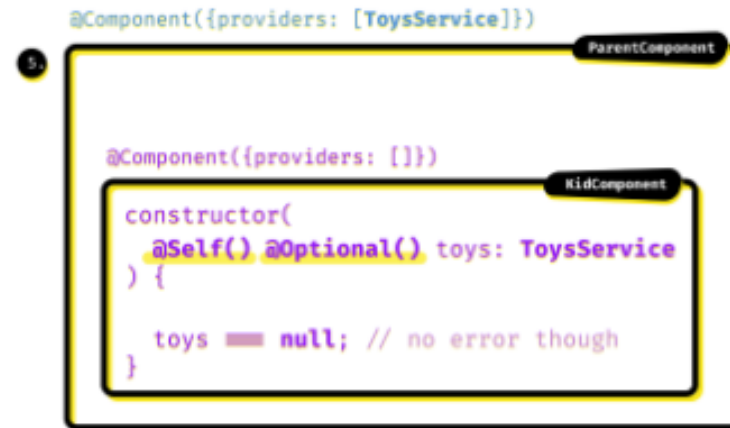 @Component({providers: [ToysService]})
ParentComponent
5.
@Component({providers: []})
KidComponent
constructor(
@Self() @Optional() toys: ToysService
) {
toys === null; // no error though
}